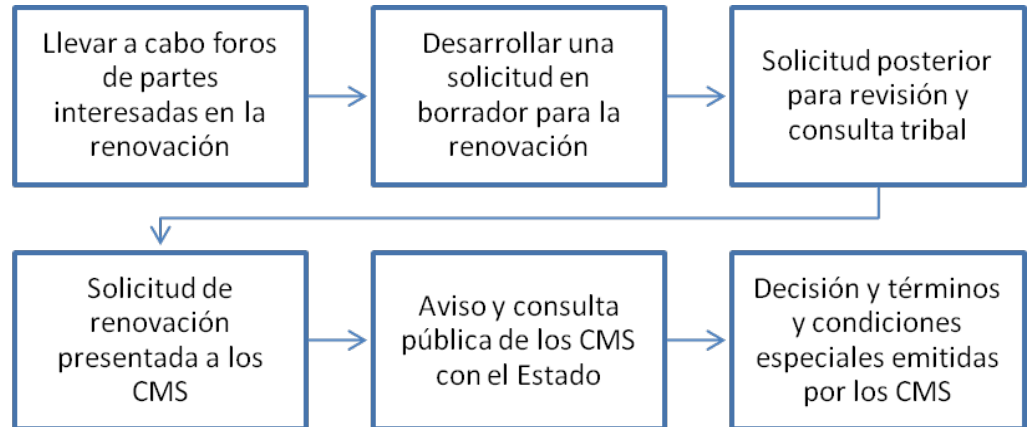 Llevar a cabo foros
de partes
interesadas en la
renovación
Desarrollar una
solicitud en
borrador para la
renovación
Solicitud posterior
para revisión y
consulta tribal
Solicitud de
renovación
presentada a los
CMS
Aviso y consulta
pública de los CMS
con el Estado
Decisión y términos
y condiciones
especiales emitidas
por los CMS